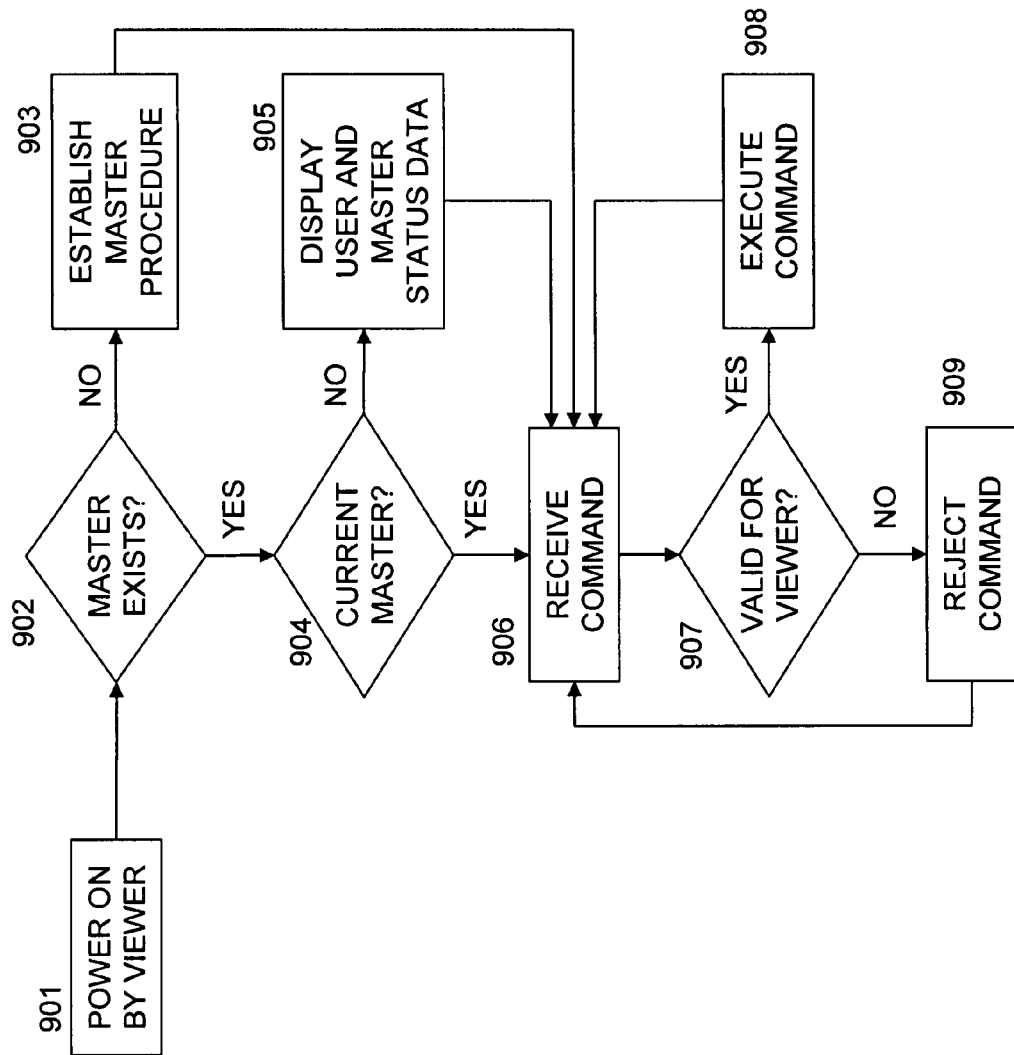 901
POWER ON
BY VIEWER
902
MASTER
EXISTS?
NO
903
ESTABLISH
MASTER
PROCEDURE
YES
904
CURRENT
MASTER?
NO
905
DISPLAY
USER AND
MASTER
STATUS DATA
YES
906
RECEIVE
COMMAND
907
VALID FOR
VIEWER?
YES
908
EXECUTE
COMMAND
NO
909
REJECT
COMMAND